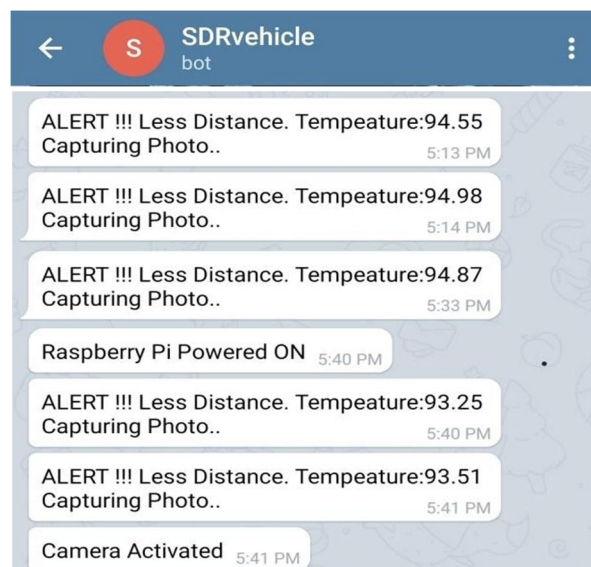 S
SDRvehicle
bot
ALERT !!! Less Distance. Tempeature:94.55
Capturing Photo..
5:13 PM
ALERT !!! Less Distance. Tempeature:94.98
Capturing Photo..
5:14 PM
ALERT !!! Less Distance. Tempeature:94.87
Capturing Photo..
5:33 PM
Raspberry Pi Powered ON 5:40 PM
ALERT !!! Less Distance. Tempeature:93.25
Capturing Photo..
5:40 PM
ALERT !!! Less Distance. Tempeature:93.51
Capturing Photo..
5:41 PM
Camera Activated 5:41 PM